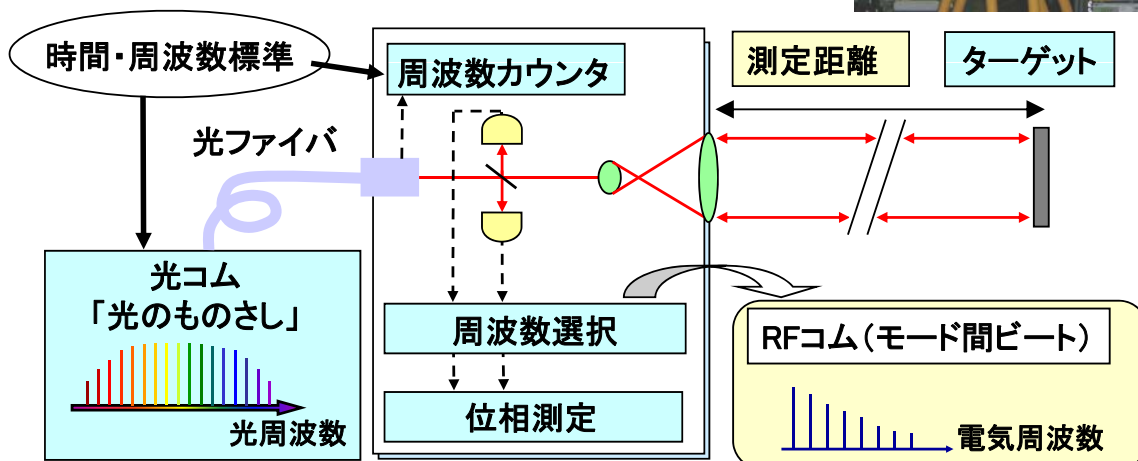 時間・周波数標準
周波数カウンタ
測定距離
ターゲット
光ファイバ
光コム
「光のものさし」
光周波数
周波数選択
位相測定
RFコム(モード間ビート)
電気周波数